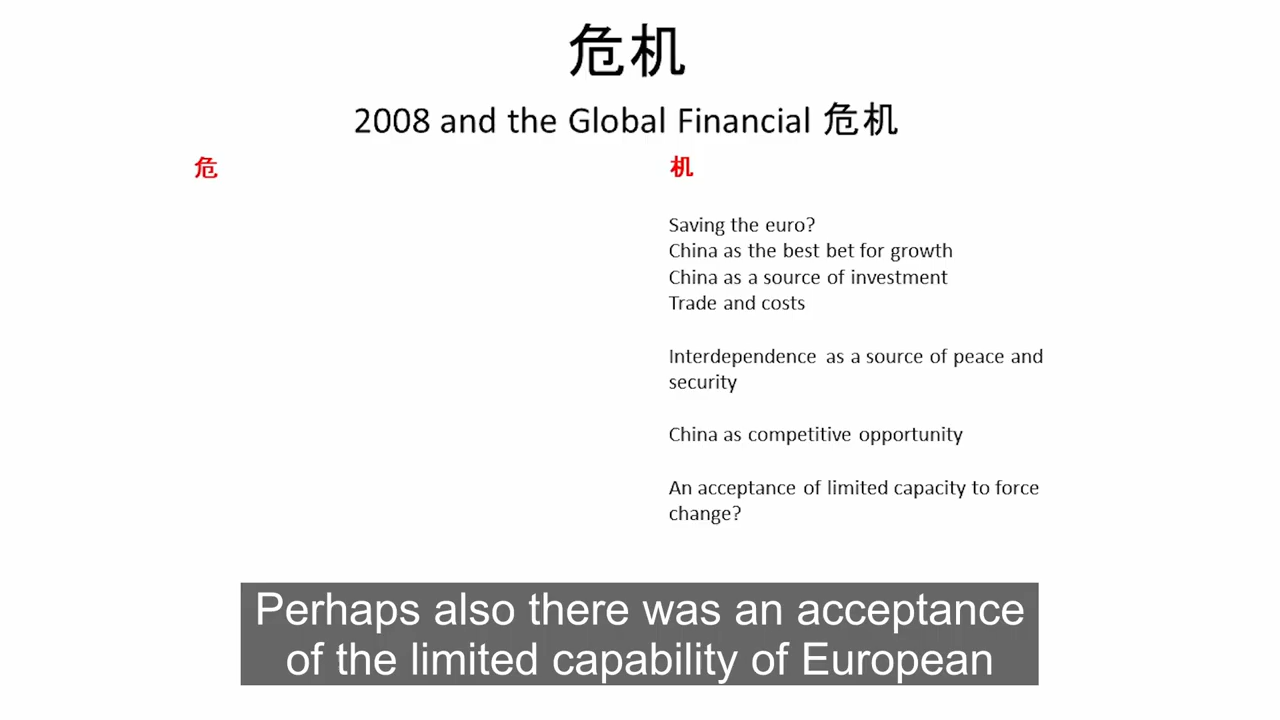 危机
2008 and the Global Financial 危机
危
机
Saving the euro?
China as the best bet for growth
China as a source of investment
Trade and costs
Interdependence as a source of peace and
security
China as competitive opportunity
An acceptance of limited capacity to force
change?
Perhaps also there was an acceptance
of the limited capability of European